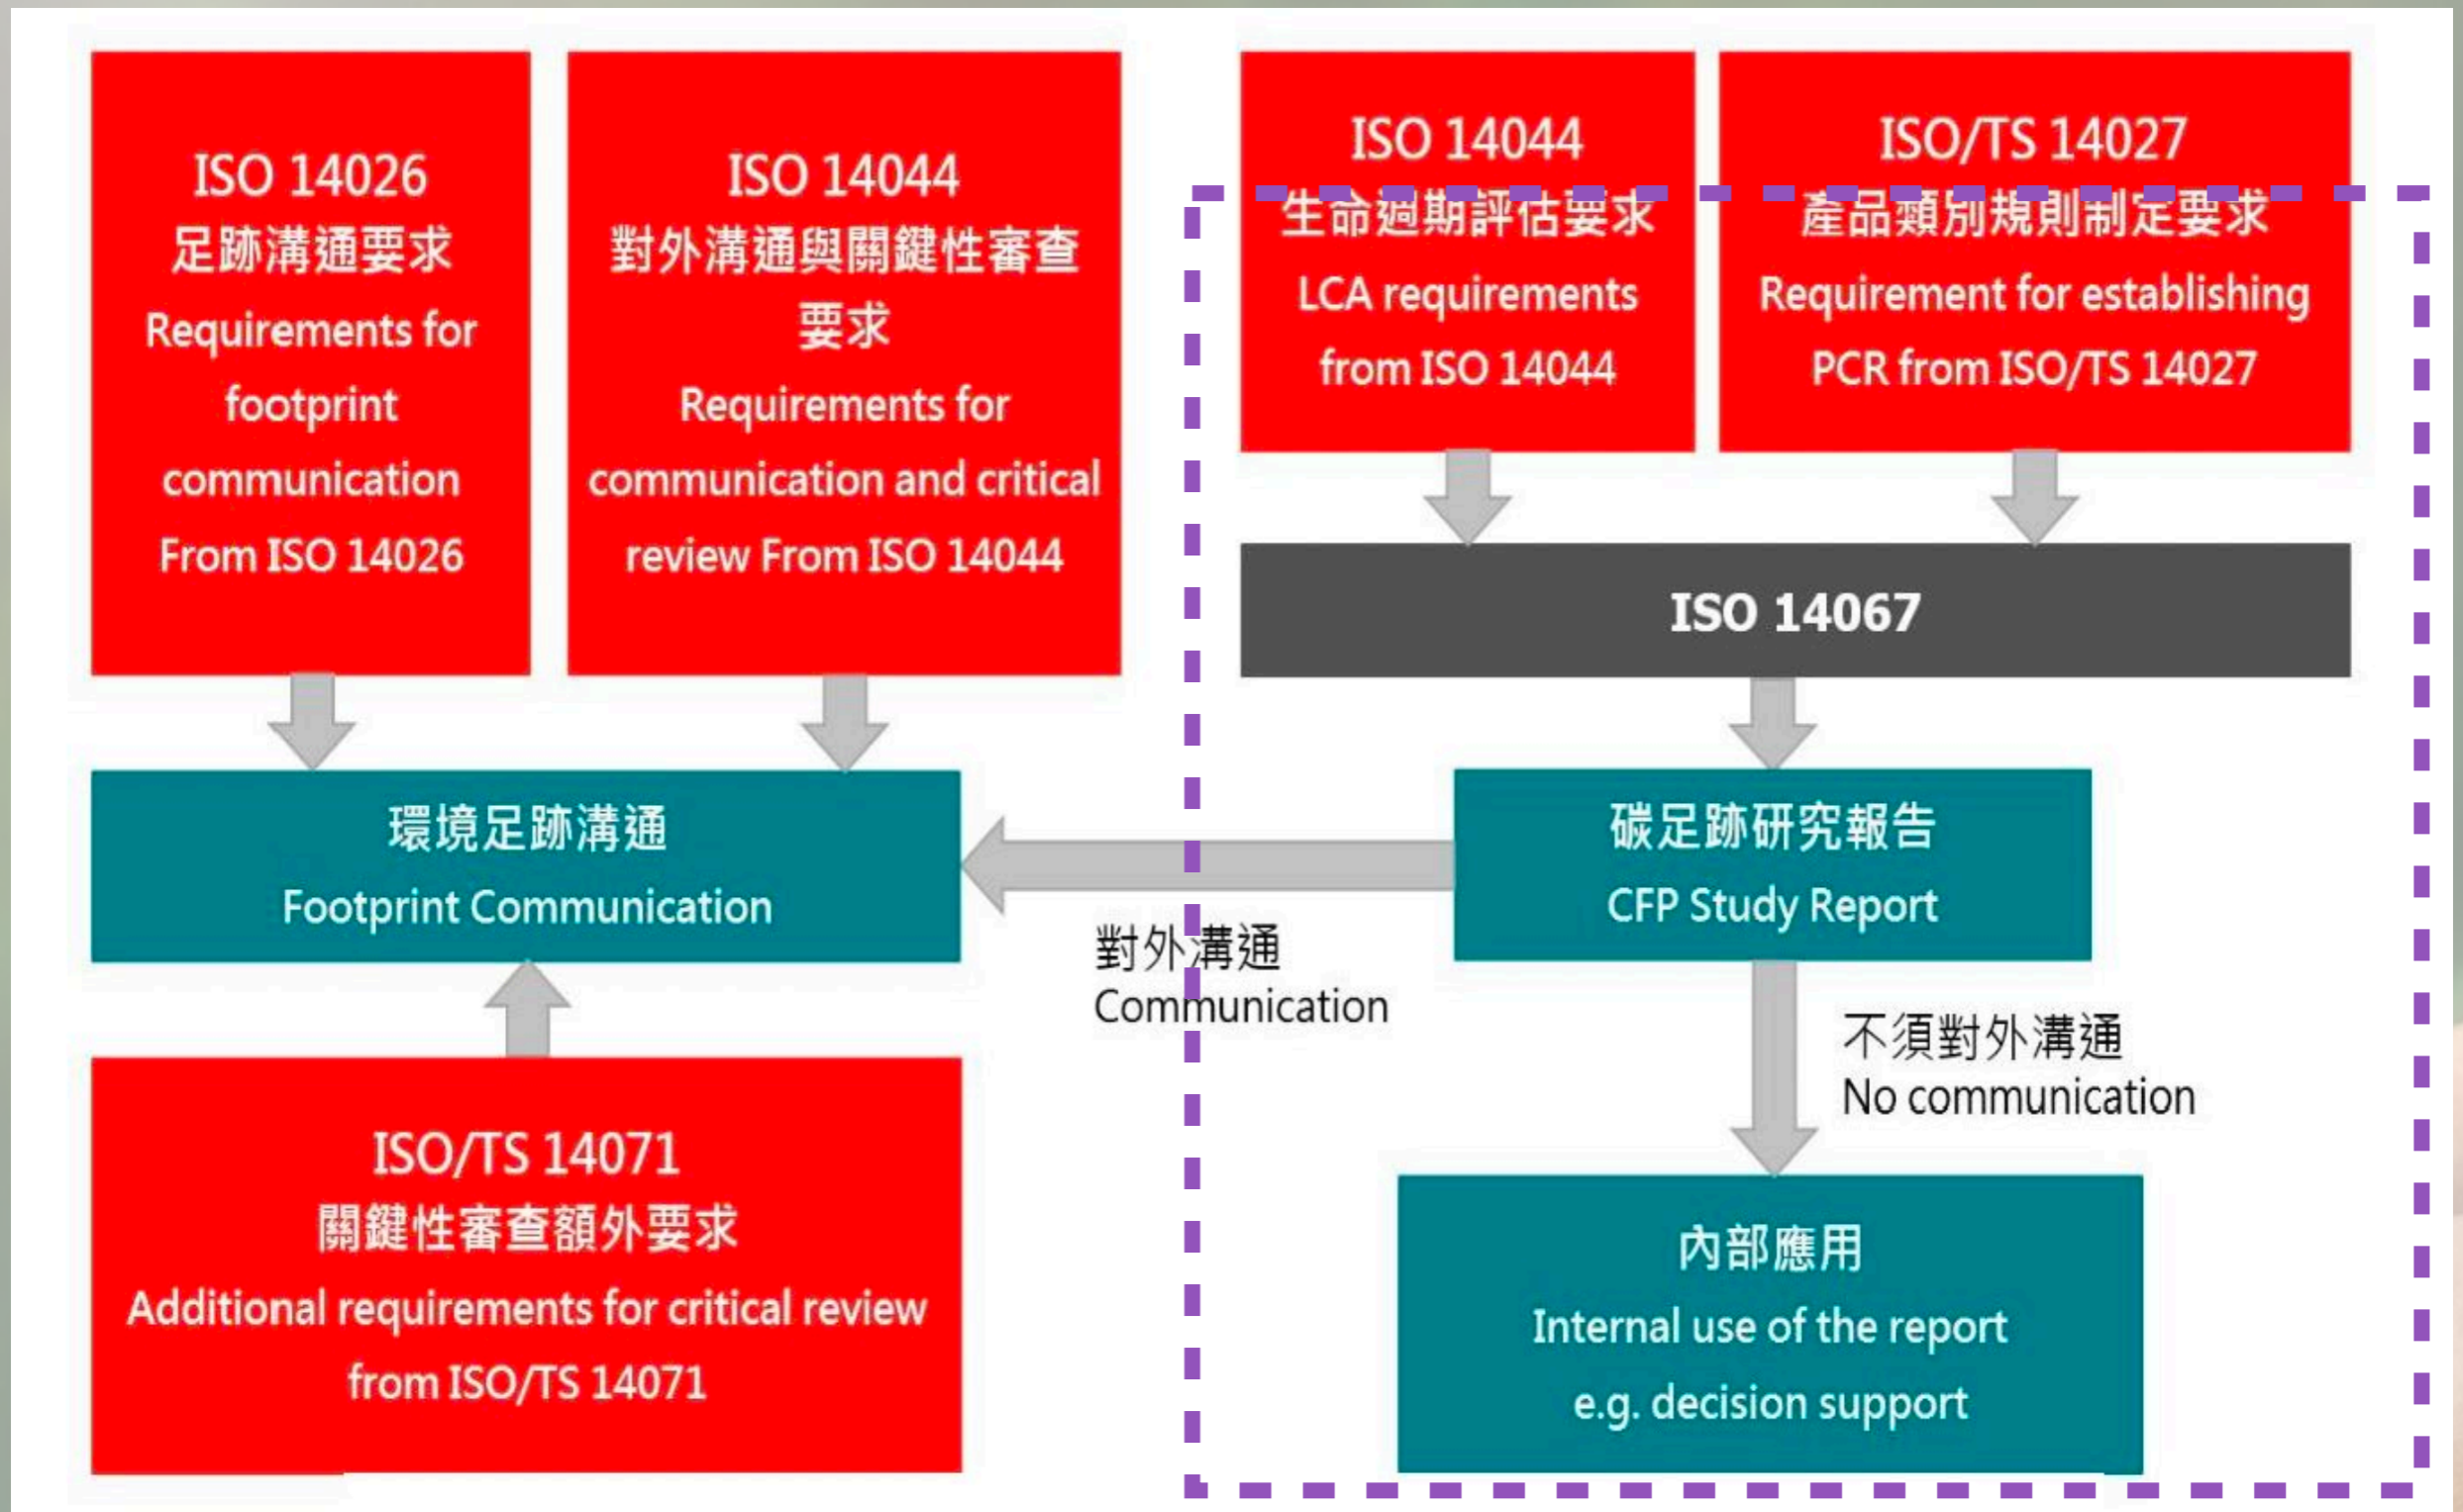 ISO 14026
足跡溝通要求
Requirements for
footprint
communication
From ISO 14026
ISO 14044
對外溝通與關鍵性審查
要求
Requirements for
communication and critical
review From ISO 14044
ISO 14044
生命週期評估要求
LCA requirements
from ISO 14044
ISO/TS 14027
產品類別規則制定要求
Requirement for establishing
PCR from ISO/TS 14027
ISO 14067
環境足跡溝通
Footprint Communication
碳足跡研究報告
CFP Study Report
對外溝通
Communication
不須對外溝通
No communication
ISO/TS 14071
關鍵性審查額外要求
Additional requirements for critical review
from ISO/TS 14071
內部應用
Internal use of the report
e.g. decision support